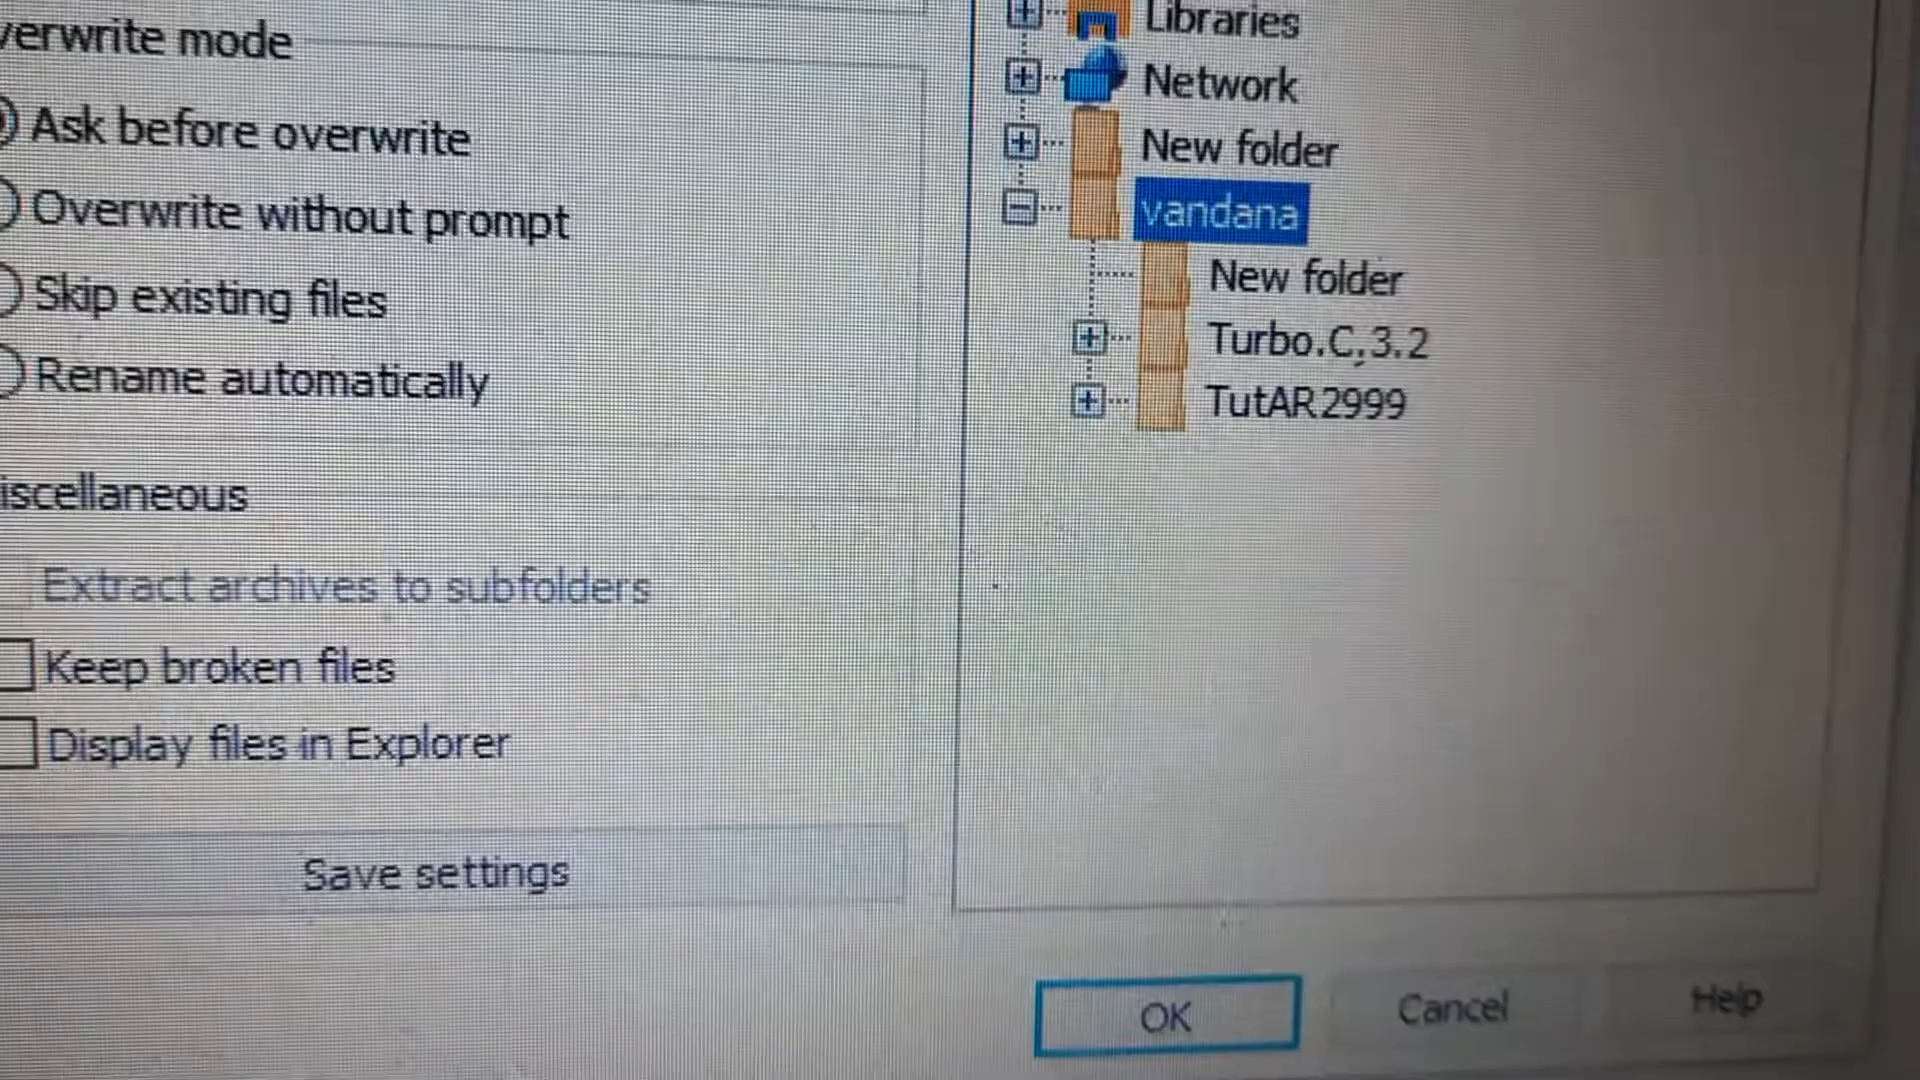 verwrite mode
Ask before overwrite
Overwrite without prompt
Skip existing files
Rename automatically
iscellaneous
Extract archives to subfolders
Keep broken files
Display files in Explorer
Save settings
Libraries
Network
New folder
vandana
New folder
Turbo.C,3.2
TutAR2999
OK
Cancel
Help